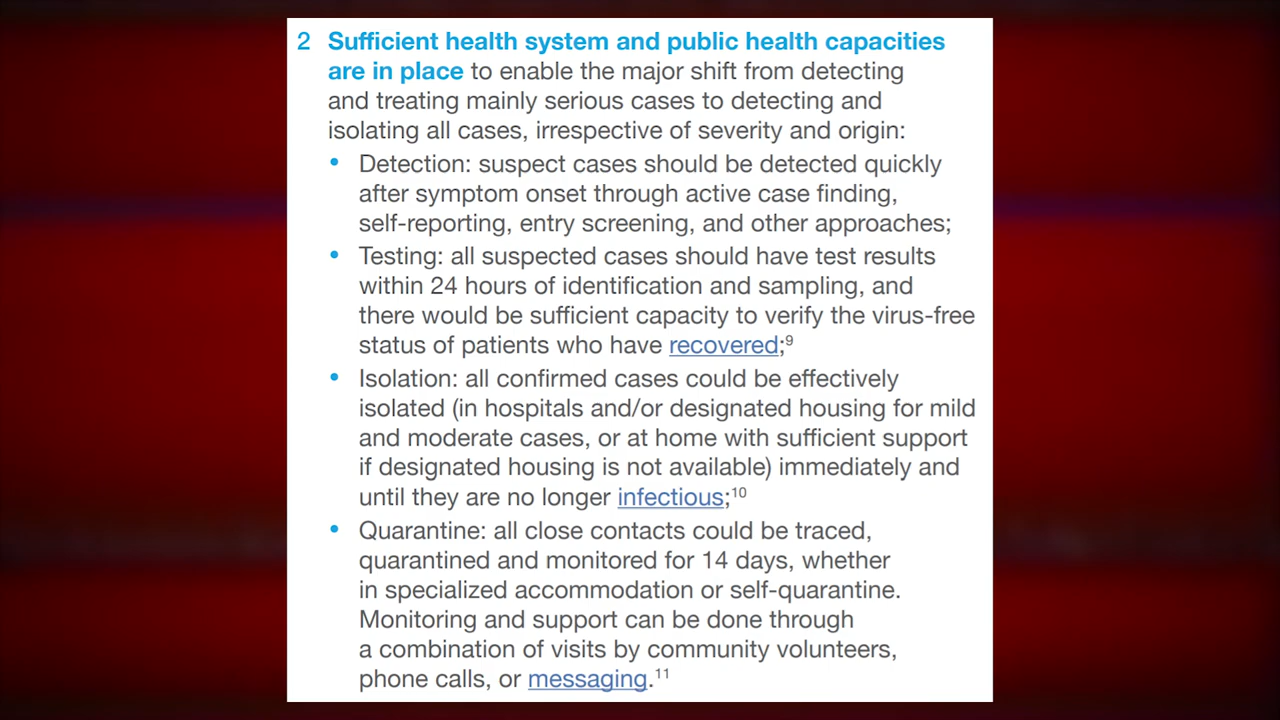 2 Sufficient health system and public health capacities
are in place to enable the major shift from detecting
and treating mainly serious cases to detecting and
isolating all cases, irrespective of severity and origin:
• Detection: suspect cases should be detected quickly
after symptom onset through active case finding,
self-reporting, entry screening, and other approaches;
• Testing: all suspected cases should have test results
within 24 hours of identification and sampling, and
there would be sufficient capacity to verify the virus-free
status of patients who have recovered;⁹
• Isolation: all confirmed cases could be effectively
isolated (in hospitals and/or designated housing for mild
and moderate cases, or at home with sufficient support
if designated housing is not available) immediately and
until they are no longer infectious;¹⁰
• Quarantine: all close contacts could be traced,
quarantined and monitored for 14 days, whether
in specialized accommodation or self-quarantine.
Monitoring and support can be done through
a combination of visits by community volunteers,
phone calls, or messaging.¹¹